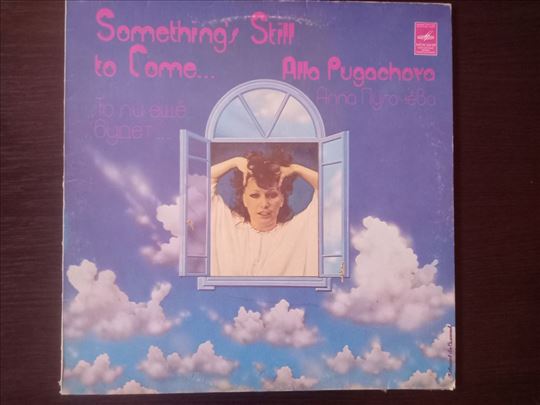 Something's Still
to Come...
Alla Pugachova
То ли ещё
будет...
Алла Пугачёва